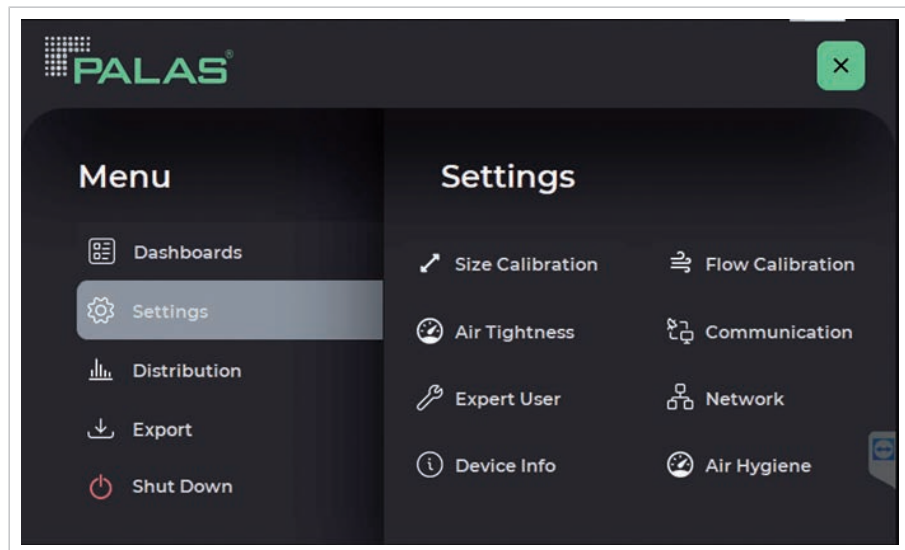 PALAS®
Menu
Dashboards
Settings
Distribution
Export
Shut Down
Settings
Size Calibration
Flow Calibration
Air Tightness
Communication
Expert User
Network
Device Info
Air Hygiene